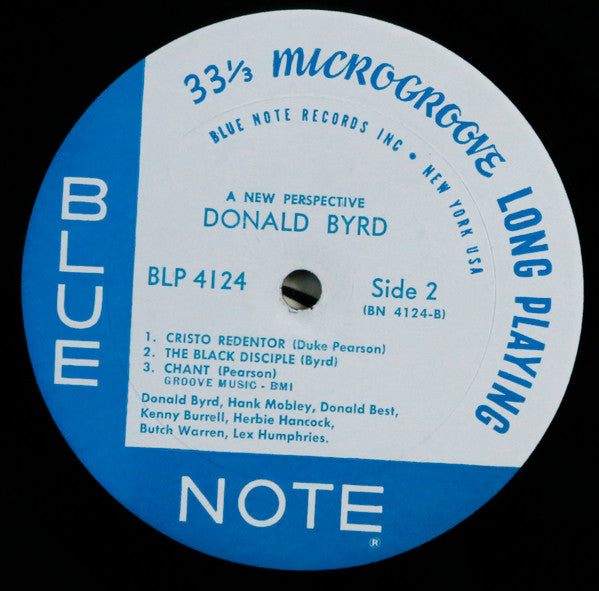 33⅓ MICROGROOVE LONG PLAYING
BLUE NOTE RECORDS INC • NEW YORK USA
A NEW PERSPECTIVE
DONALD BYRD
BLP 4124
Side 2
(BN 4124-B)
1. CRISTO REDENTOR (Duke Pearson)
2. THE BLACK DISCIPLE (Byrd)
3. CHANT (Pearson)
GROOVE MUSIC - BMI
Donald Byrd, Hank Mobley, Donald Best,
Kenny Burrell, Herbie Hancock,
Butch Warren, Lex Humphries.
BLUE
NOTE
®